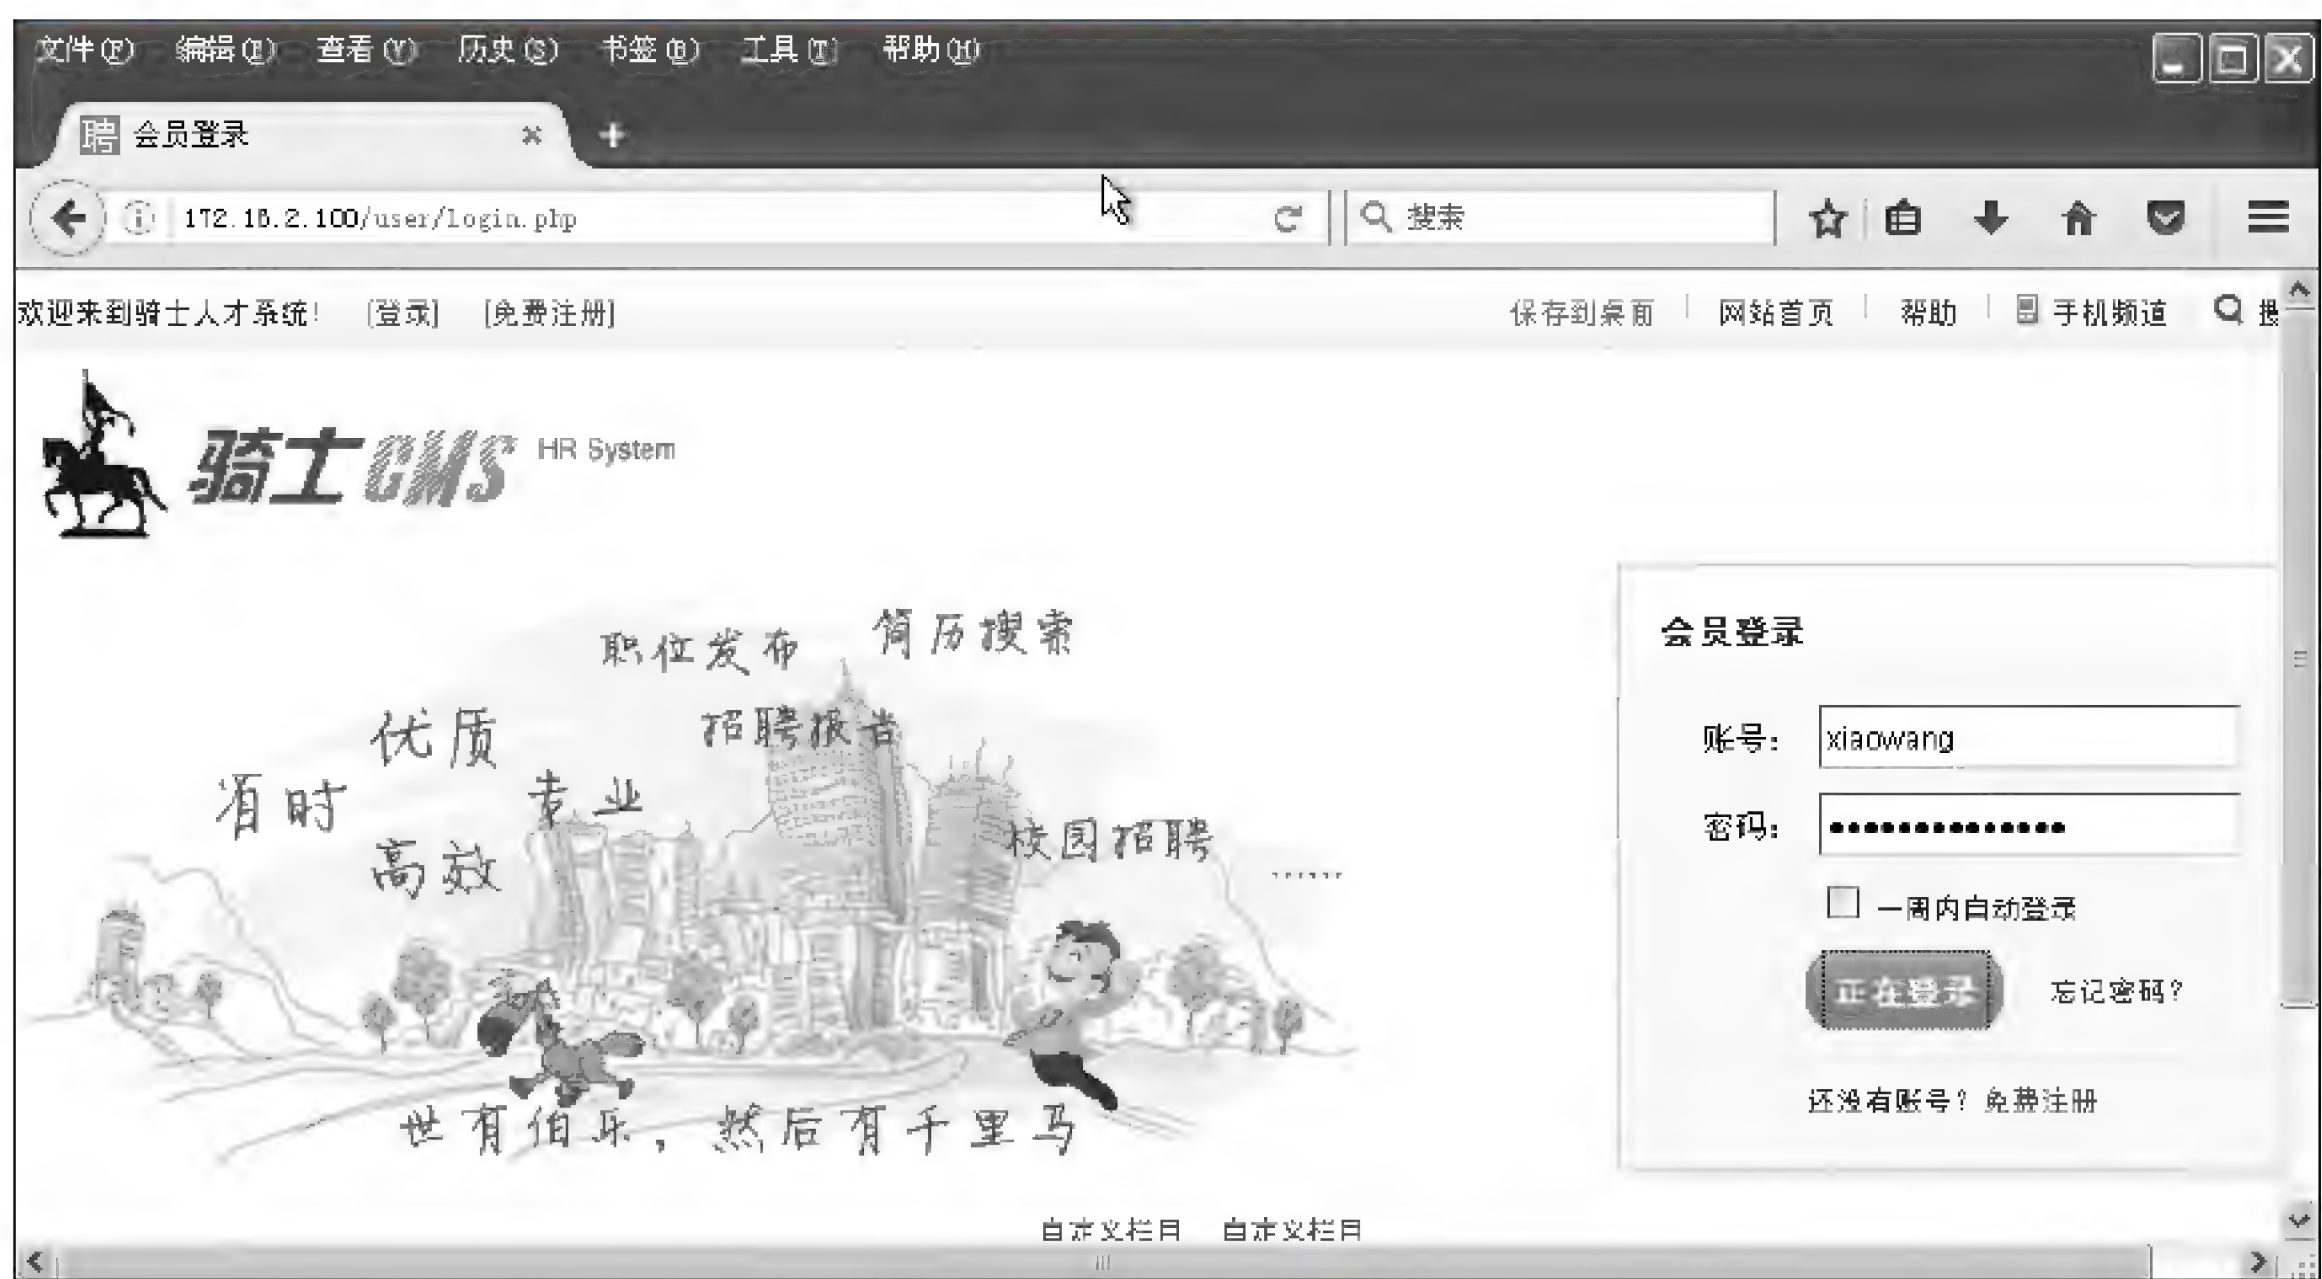 文件(F) 编辑(E) 查看(V) 历史(S) 书签(B) 工具(T) 帮助(H)
聘 会员登录
172.16.2.100/user/login.php 搜索
欢迎来到骑士人才系统! [登录] [免费注册] 保存到桌面 网站首页 帮助 手机频道
骑士CMS HR System
职位发布 简历搜索
优质 招聘报告
省时 专业
高效 校园招聘 ······
世有伯乐，然后有千里马
会员登录
账号： xiaowang
密码： ••••••••••••••
一周内自动登录
正在登录 忘记密码?
还没有账号? 免费注册
自定义栏目 自定义栏目